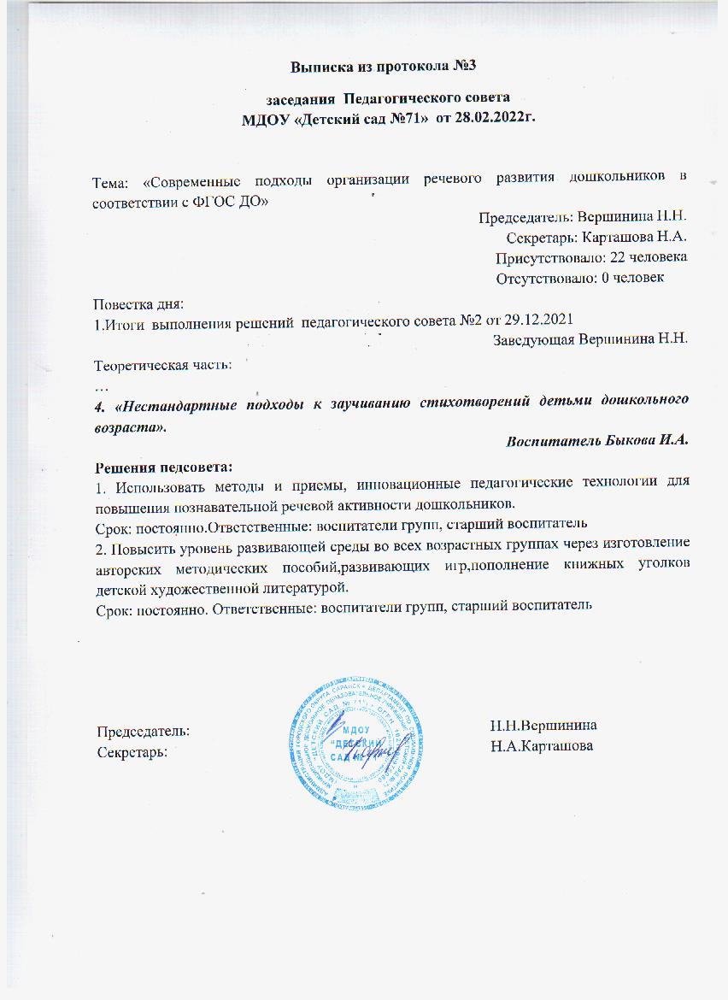 Выписка из протокола №3
заседания Педагогического совета
МДОУ «Детский сад №71» от 28.02.2022г.
Тема: «Современные подходы организации речевого развития дошкольников в
соответствии с ФГОС ДО»
Председатель: Вершинина Н.Н.
Секретарь: Карташова Н.А.
Присутствовало: 22 человека
Отсутствовало: 0 человек
Повестка дня:
1.Итоги выполнения решений педагогического совета №2 от 29.12.2021
Заведующая Вершинина Н.Н.
Теоретическая часть:
…
4. «Нестандартные подходы к заучиванию стихотворений детьми дошкольного
возраста».
Воспитатель Быкова И.А.
Решения педсовета:
1. Использовать методы и приемы, инновационные педагогические технологии для
повышения познавательной речевой активности дошкольников.
Срок: постоянно.Ответственные: воспитатели групп, старший воспитатель
2. Повысить уровень развивающей среды во всех возрастных группах через изготовление
авторских методических пособий,развивающих игр,пополнение книжных уголков
детской художественной литературой.
Срок: постоянно. Ответственные: воспитатели групп, старший воспитатель
Председатель: Н.Н.Вершинина
Секретарь: Н.А.Карташова
МДОУ
"ДЕТСКИЙ
САД №